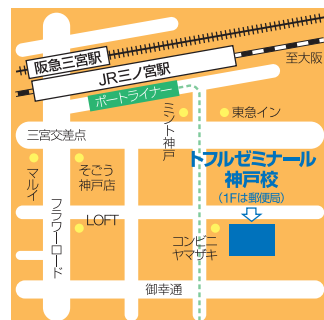 阪急三宮駅
JR三ノ宮駅
至大阪
ポートライナー
ミント神戸
東急イン
三宮交差点
トフルゼミナール
神戸校
(1Fは郵便局)
マルイ
そごう
神戸店
フラワーロード
LOFT
コンビニ
ヤマザキ
御幸通